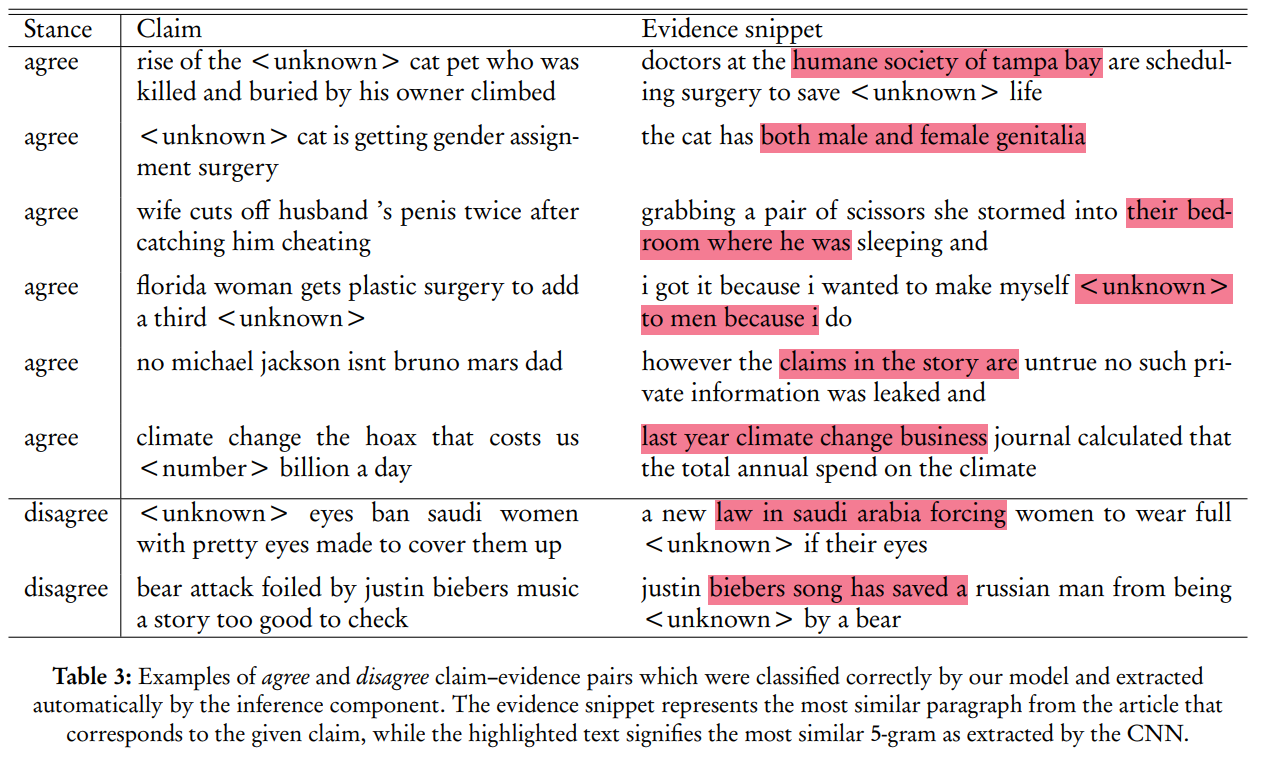 Stance Claim Evidence snippet
agree rise of the <unknown> cat pet who was doctors at the humane society of tampa bay are schedul-
killed and buried by his owner climbed ing surgery to save <unknown> life
agree <unknown> cat is getting gender assign- the cat has both male and female genitalia
ment surgery
agree wife cuts off husband 's penis twice after grabbing a pair of scissors she stormed into their bed-
catching him cheating room where he was sleeping and
agree florida woman gets plastic surgery to add i got it because i wanted to make myself <unknown>
a third <unknown> to men because i do
agree no michael jackson isnt bruno mars dad however the claims in the story are untrue no such pri-
vate information was leaked and
agree climate change the hoax that costs us last year climate change business journal calculated that
<number> billion a day the total annual spend on the climate
disagree <unknown> eyes ban saudi women a new law in saudi arabia forcing women to wear full
with pretty eyes made to cover them up <unknown> if their eyes
disagree bear attack foiled by justin biebers music justin biebers song has saved a russian man from being
a story too good to check <unknown> by a bear
Table 3: Examples of agree and disagree claim–evidence pairs which were classified correctly by our model and extracted
automatically by the inference component. The evidence snippet represents the most similar paragraph from the article that
corresponds to the given claim, while the highlighted text signifies the most similar 5-gram as extracted by the CNN.